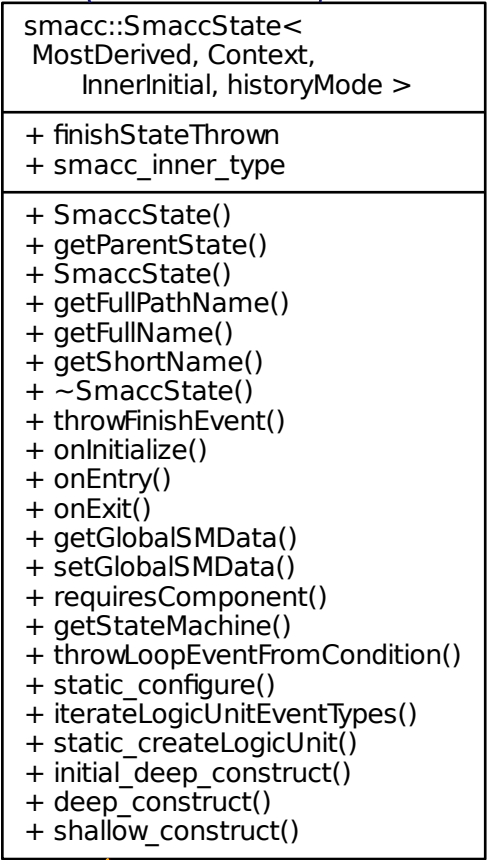 smacc::SmaccState<
MostDerived, Context,
InnerInitial, historyMode >
+ finishStateThrown
+ smacc_inner_type
+ SmaccState()
+ getParentState()
+ SmaccState()
+ getFullPathName()
+ getFullName()
+ getShortName()
+ ~SmaccState()
+ throwFinishEvent()
+ onInitialize()
+ onEntry()
+ onExit()
+ getGlobalSMData()
+ setGlobalSMData()
+ requiresComponent()
+ getStateMachine()
+ throwLoopEventFromCondition()
+ static_configure()
+ iterateLogicUnitEventTypes()
+ static_createLogicUnit()
+ initial_deep_construct()
+ deep_construct()
+ shallow_construct()